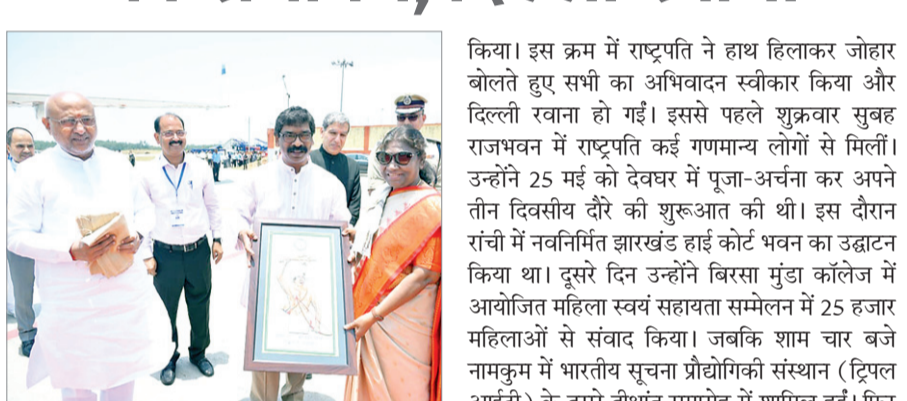 किया। इस क्रम में राष्ट्रपति ने हाथ हिलाकर जोहार
बोलते हुए सभी का अभिवादन स्वीकार किया और
दिल्ली रवाना हो गईं। इससे पहले शुक्रवार सुबह
राजभवन में राष्ट्रपति कई गणमान्य लोगों से मिलीं।
उन्होंने 25 मई को देवघर में पूजा-अर्चना कर अपने
तीन दिवसीय दौरे की शुरूआत की थी। इस दौरान
रांची में नवनिर्मित झारखंड हाई कोर्ट भवन का उद्घाटन
किया था। दूसरे दिन उन्होंने बिरसा मुंडा कॉलेज में
आयोजित महिला स्वयं सहायता सम्मेलन में 25 हजार
महिलाओं से संवाद किया। जबकि शाम चार बजे
नामकुम में भारतीय सूचना प्रौद्योगिकी संस्थान (ट्रिपल